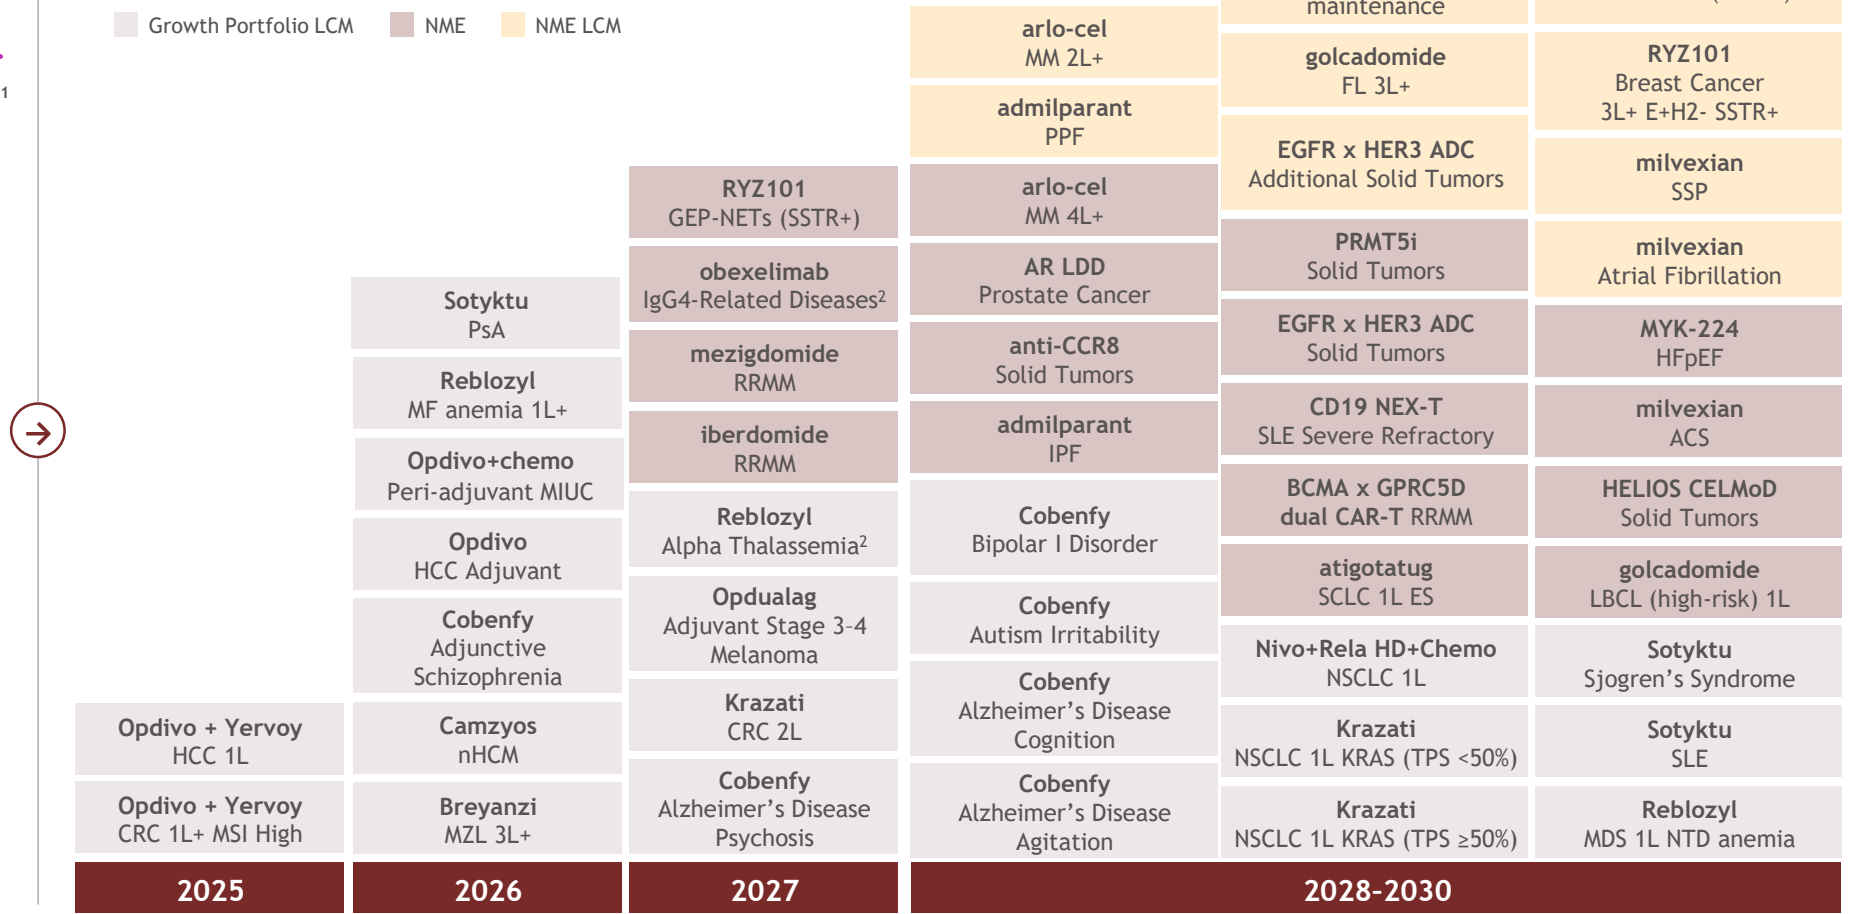 Growth Portfolio LCM
NME
NME LCM
1
Opdivo + Yervoy
HCC 1L
Opdivo + Yervoy
CRC 1L+ MSI High
2025
Sotyktu
PsA
Reblozyl
MF anemia 1L+
Opdivo+chemo
Peri-adjuvant MIUC
Opdivo
HCC Adjuvant
Cobenfy
Adjunctive
Schizophrenia
Camzyos
nHCM
Breyanzi
MZL 3L+
2026
RYZ101
GEP-NETs (SSTR+)
obexelimab
IgG4-Related Diseases²
mezigdomide
RRMM
iberdomide
RRMM
Reblozyl
Alpha Thalassemia²
Opdualag
Adjuvant Stage 3-4
Melanoma
Krazati
CRC 2L
Cobenfy
Alzheimer's Disease
Psychosis
2027
arlo-cel
MM 2L+
admilparant
PPF
arlo-cel
MM 4L+
AR LDD
Prostate Cancer
anti-CCR8
Solid Tumors
admilparant
IPF
Cobenfy
Bipolar I Disorder
Cobenfy
Autism Irritability
Cobenfy
Alzheimer's Disease
Cognition
Cobenfy
Alzheimer's Disease
Agitation
maintenance
golcadomide
FL 3L+
EGFR x HER3 ADC
Additional Solid Tumors
PRMT5i
Solid Tumors
EGFR x HER3 ADC
Solid Tumors
CD19 NEX-T
SLE Severe Refractory
BCMA x GPRC5D
dual CAR-T RRMM
atigotatug
SCLC 1L ES
Nivo+Rela HD+Chemo
NSCLC 1L
Krazati
NSCLC 1L KRAS (TPS <50%)
Krazati
NSCLC 1L KRAS (TPS ≥50%)
RYZ101
Breast Cancer
3L+ E+H2- SSTR+
milvexian
SSP
milvexian
Atrial Fibrillation
MYK-224
HFpEF
milvexian
ACS
HELIOS CELMoD
Solid Tumors
golcadomide
LBCL (high-risk) 1L
Sotyktu
Sjogren's Syndrome
Sotyktu
SLE
Reblozyl
MDS 1L NTD anemia
2028-2030